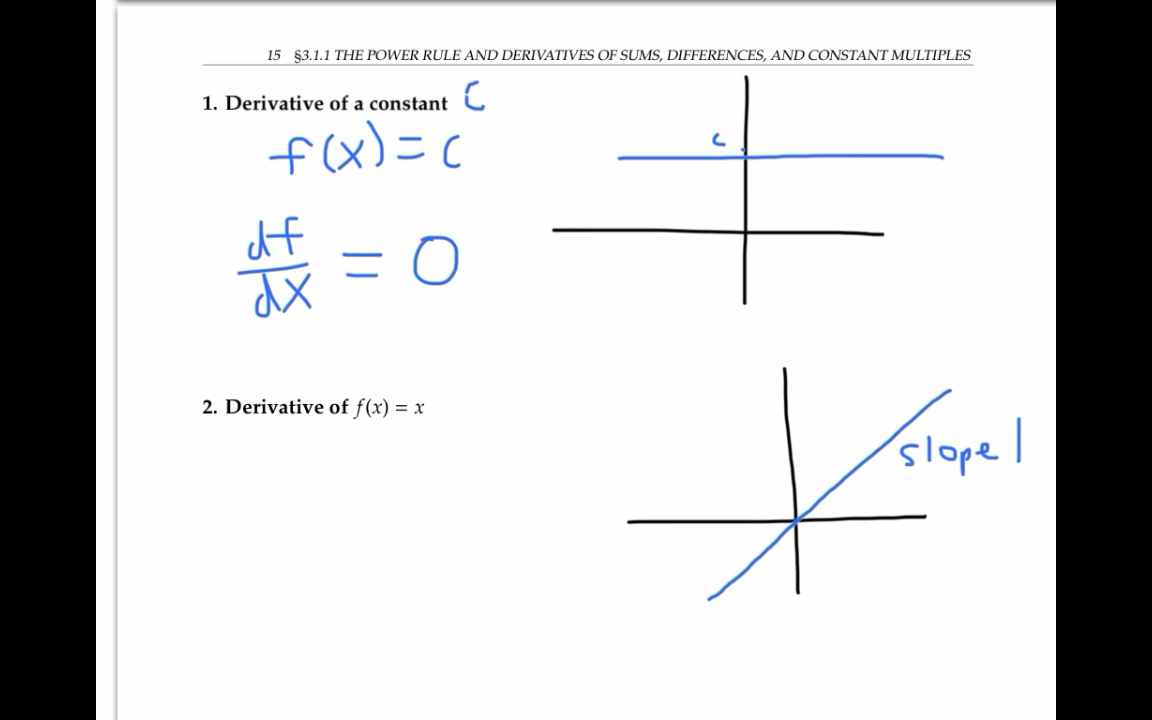 15 §3.1.1 THE POWER RULE AND DERIVATIVES OF SUMS, DIFFERENCES, AND CONSTANT MULTIPLES
1. Derivative of a constant C
f(x) = C
c
df/dx = 0
2. Derivative of f(x) = x
slope 1